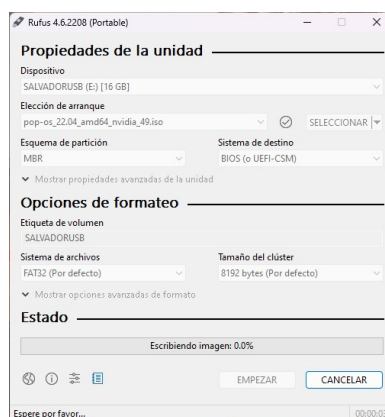 Rufus 4.6.2208 (Portable)
Propiedades de la unidad
Dispositivo
SALVADORUSB (E:) [16 GB]
Elección de arranque
pop-os_22.04_amd64_nvidia_49.iso SELECCIONAR
Esquema de partición Sistema de destino
MBR BIOS (o UEFI-CSM)
Mostrar propiedades avanzadas de la unidad
Opciones de formateo
Etiqueta de volumen
SALVADORUSB
Sistema de archivos Tamaño del clúster
FAT32 (Por defecto) 8192 bytes (Por defecto)
Mostrar opciones avanzadas de formato
Estado
Escribiendo imagen: 0.0%
EMPEZAR CANCELAR
Espere por favor...